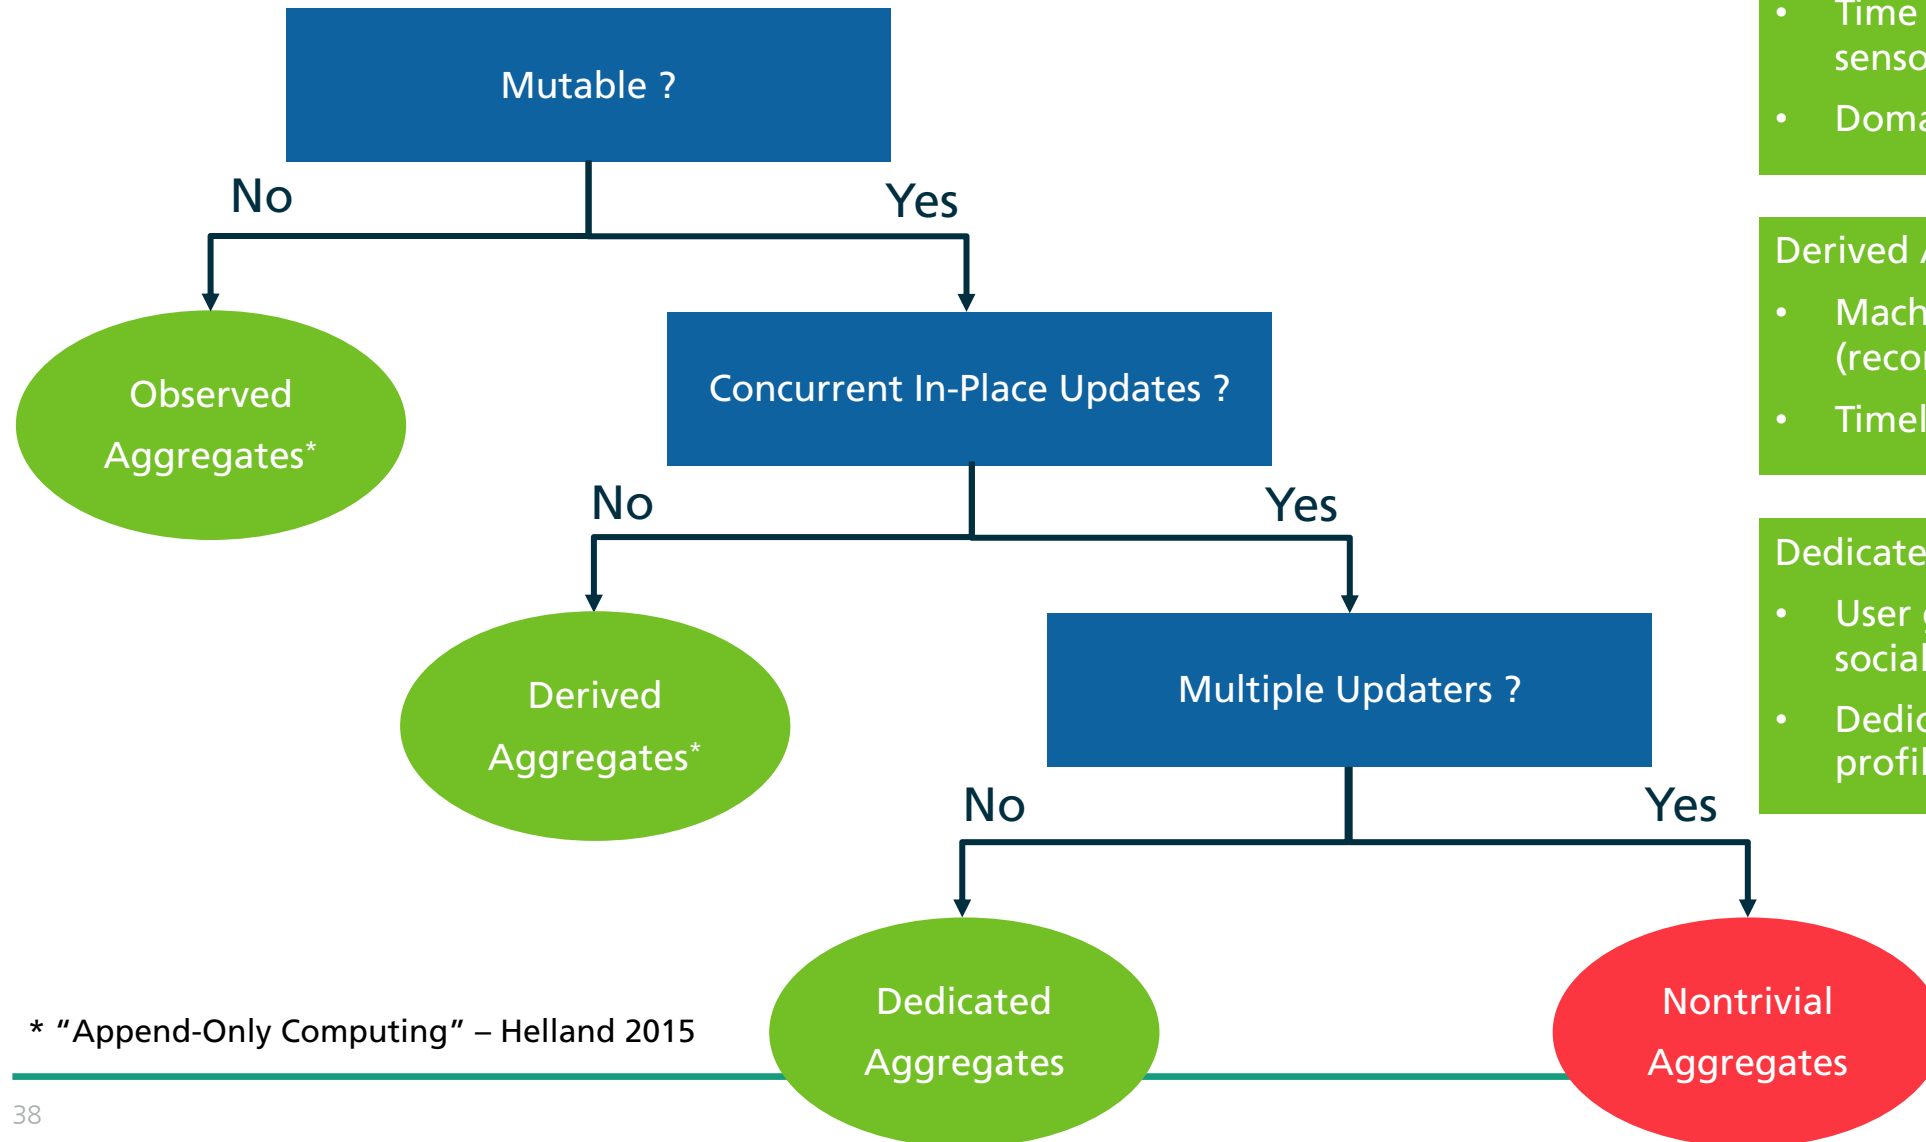 Mutable ?
No
Yes
Observed
Aggregates*
Concurrent In-Place Updates ?
No
Yes
Derived
Aggregates*
Multiple Updaters ?
No
Yes
Dedicated
Aggregates
Nontrivial
Aggregates
• Time
•
Derived
•
•
•
• User
social
•
* “Append-Only Computing” – Helland 2015
38